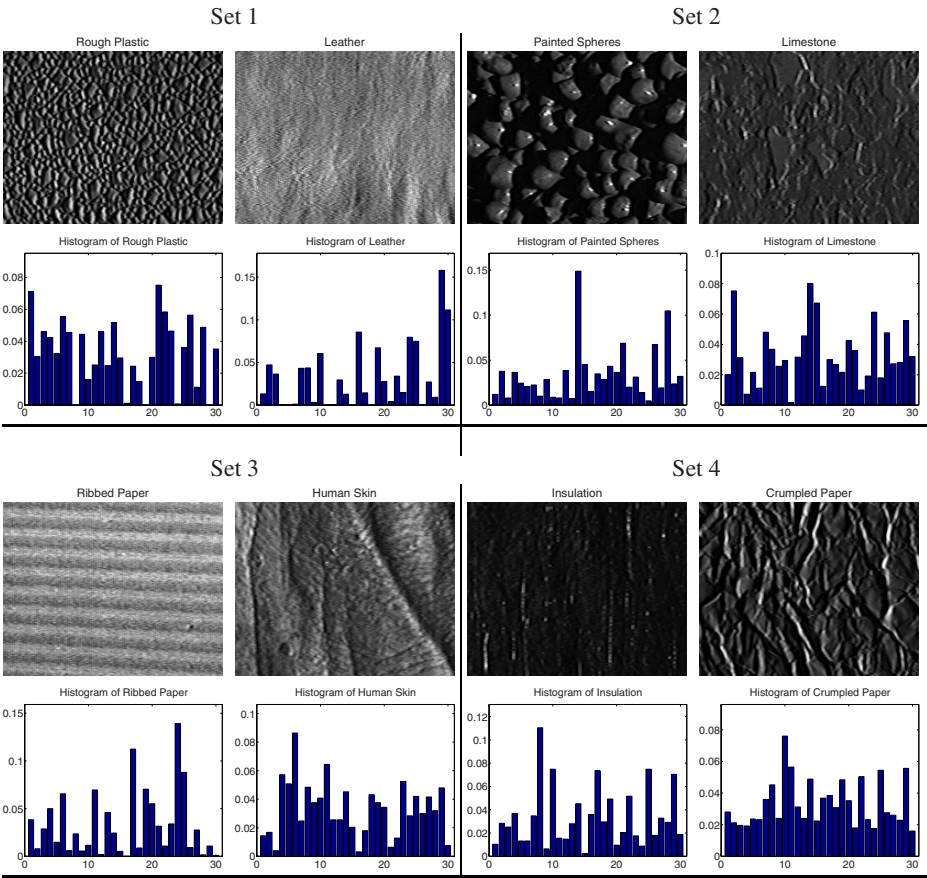 Set 1
Set 2
Rough Plastic
Leather
Painted Spheres
Limestone
Histogram of Rough Plastic
Histogram of Leather
Histogram of Painted Spheres
Histogram of Limestone
0.08
0.06
0.04
0.02
0
0 10 20 30
0.15
0.1
0.05
0
0 10 20 30
0.15
0.1
0.05
0
0 10 20 30
0.1
0.08
0.06
0.04
0.02
0
0 10 20 30
Set 3
Set 4
Ribbed Paper
Human Skin
Insulation
Crumpled Paper
Histogram of Ribbed Paper
Histogram of Human Skin
Histogram of Insulation
Histogram of Crumpled Paper
0.15
0.1
0.05
0
0 10 20 30
0.1
0.08
0.06
0.04
0.02
0
0 10 20 30
0.12
0.1
0.08
0.06
0.04
0.02
0
0 10 20 30
0.08
0.06
0.04
0.02
0
0 10 20 30